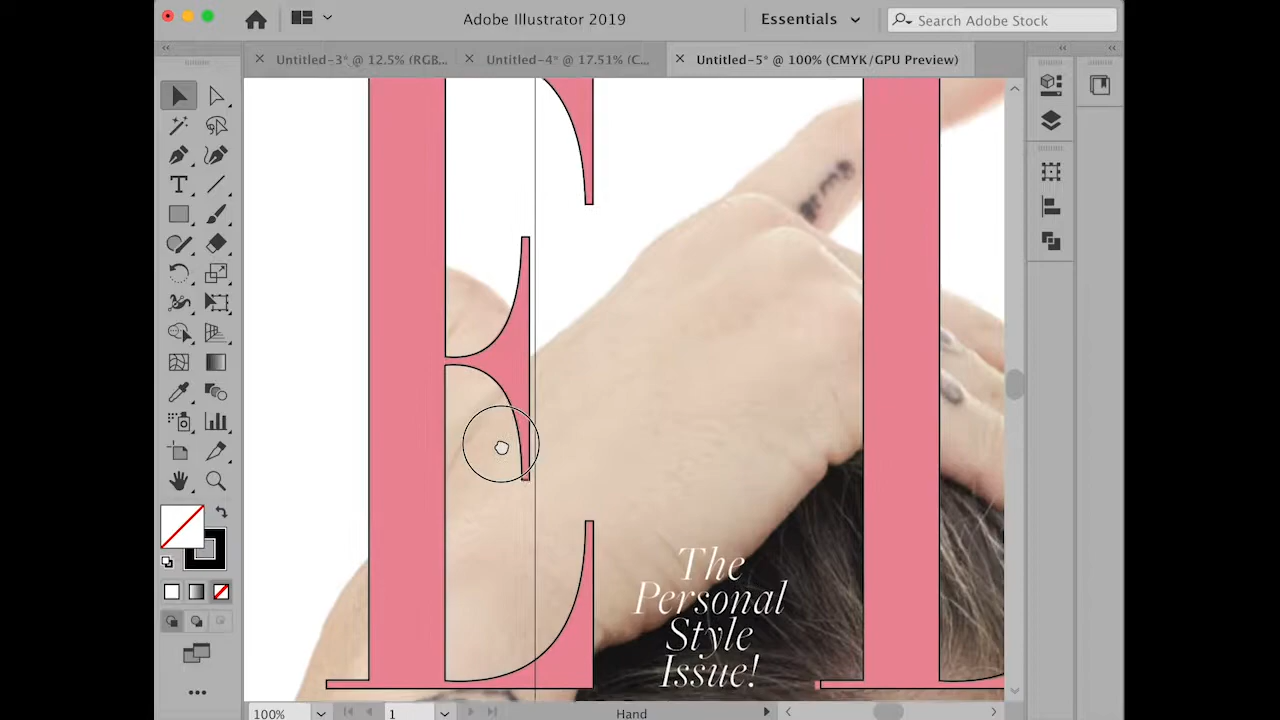 Adobe Illustrator 2019
Essentials
Search Adobe Stock
Untitled-3* @ 12.5% (RGB...
Untitled-4* @ 17.51% (C...
Untitled-5* @ 100% (CMYK/GPU Preview)
E
The
Personal
Style
Issue!
100%
1
Hand